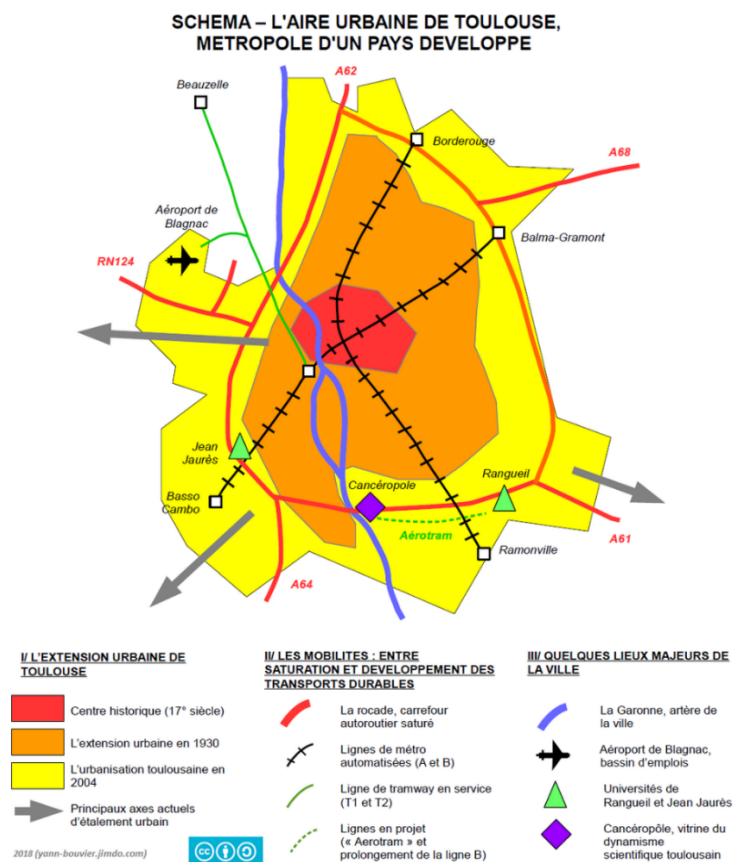 SCHEMA – L'AIRE URBAINE DE TOULOUSE,
METROPOLE D'UN PAYS DEVELOPPE
A62
Beauzelle
Borderouge
A68
Aéroport de
Blagnac
Balma-Gramont
RN124
Jean
Jaurès
Rangueil
Cancéropole
Basso
Cambo
Aérotram
A61
Ramonville
A64
I/ L'EXTENSION URBAINE DE
TOULOUSE
Centre historique (17° siècle)
L'extension urbaine en 1930
L'urbanisation toulousaine en
2004
Principaux axes actuels
d'étalement urbain
2018 (yann-bouvier.jimdo.com)
II/ LES MOBILITES : ENTRE
SATURATION ET DEVELOPPEMENT DES
TRANSPORTS DURABLES
La rocade, carrefour
autoroutier saturé
Lignes de métro
automatisées (A et B)
Ligne de tramway en service
(T1 et T2)
Lignes en projet
(« Aerotram » et
prolongement de la ligne B)
III/ QUELQUES LIEUX MAJEURS DE
LA VILLE
La Garonne, artère de
la ville
Aéroport de Blagnac,
bassin d'emplois
Universités de
Rangueil et Jean Jaurès
Cancéropôle, vitrine du
dynamisme
scientifique toulousain